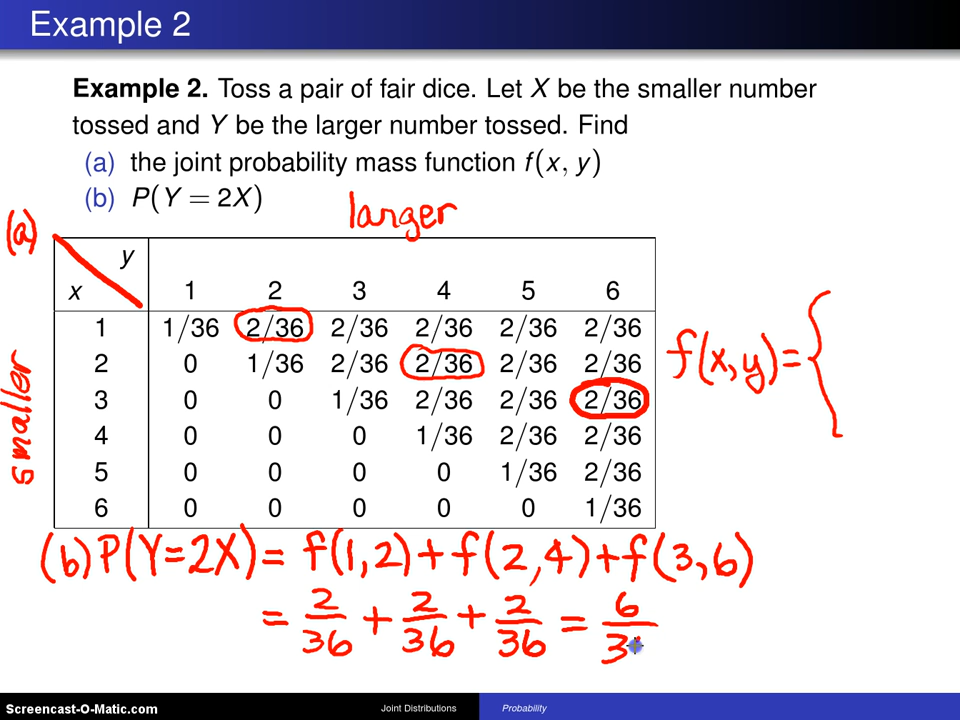 Example 2
Example 2. Toss a pair of fair dice. Let X be the smaller number
tossed and Y be the larger number tossed. Find
(a) the joint probability mass function f(x, y)
(b) P(Y = 2X)
(a)
larger
y
x 1 2 3 4 5 6
1 1/36 2/36 2/36 2/36 2/36 2/36
2 0 1/36 2/36 2/36 2/36 2/36
3 0 0 1/36 2/36 2/36 2/36
4 0 0 0 1/36 2/36 2/36
5 0 0 0 0 1/36 2/36
6 0 0 0 0 0 1/36
smaller
f(x,y)={
(b) P(Y=2X) = f(1,2)+f(2,4)+f(3,6)
= 2/36 + 2/36 + 2/36 = 6/3
Screencast-O-Matic.com
Joint Distributions
Probability